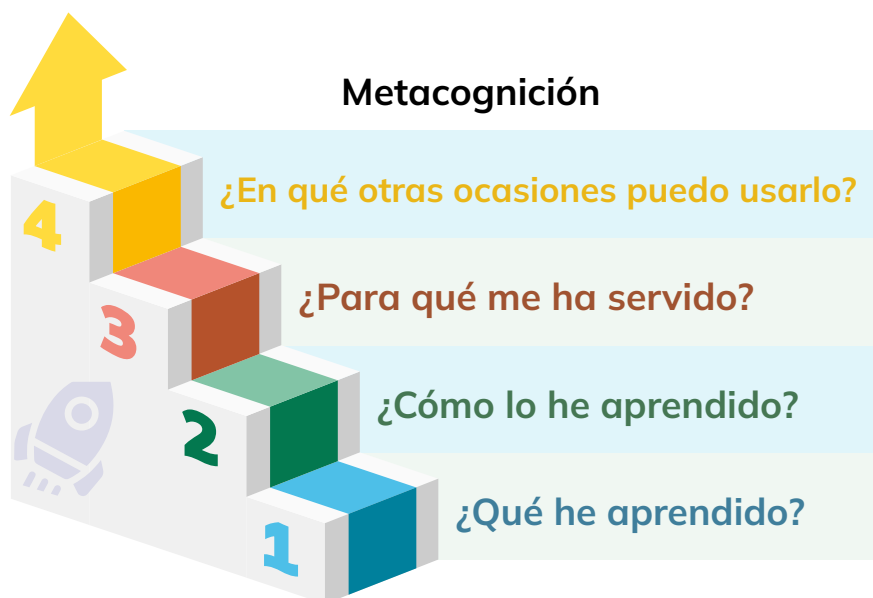 Metacognición
4 ¿En qué otras ocasiones puedo usarlo?
3 ¿Para qué me ha servido?
2 ¿Cómo lo he aprendido?
1 ¿Qué he aprendido?